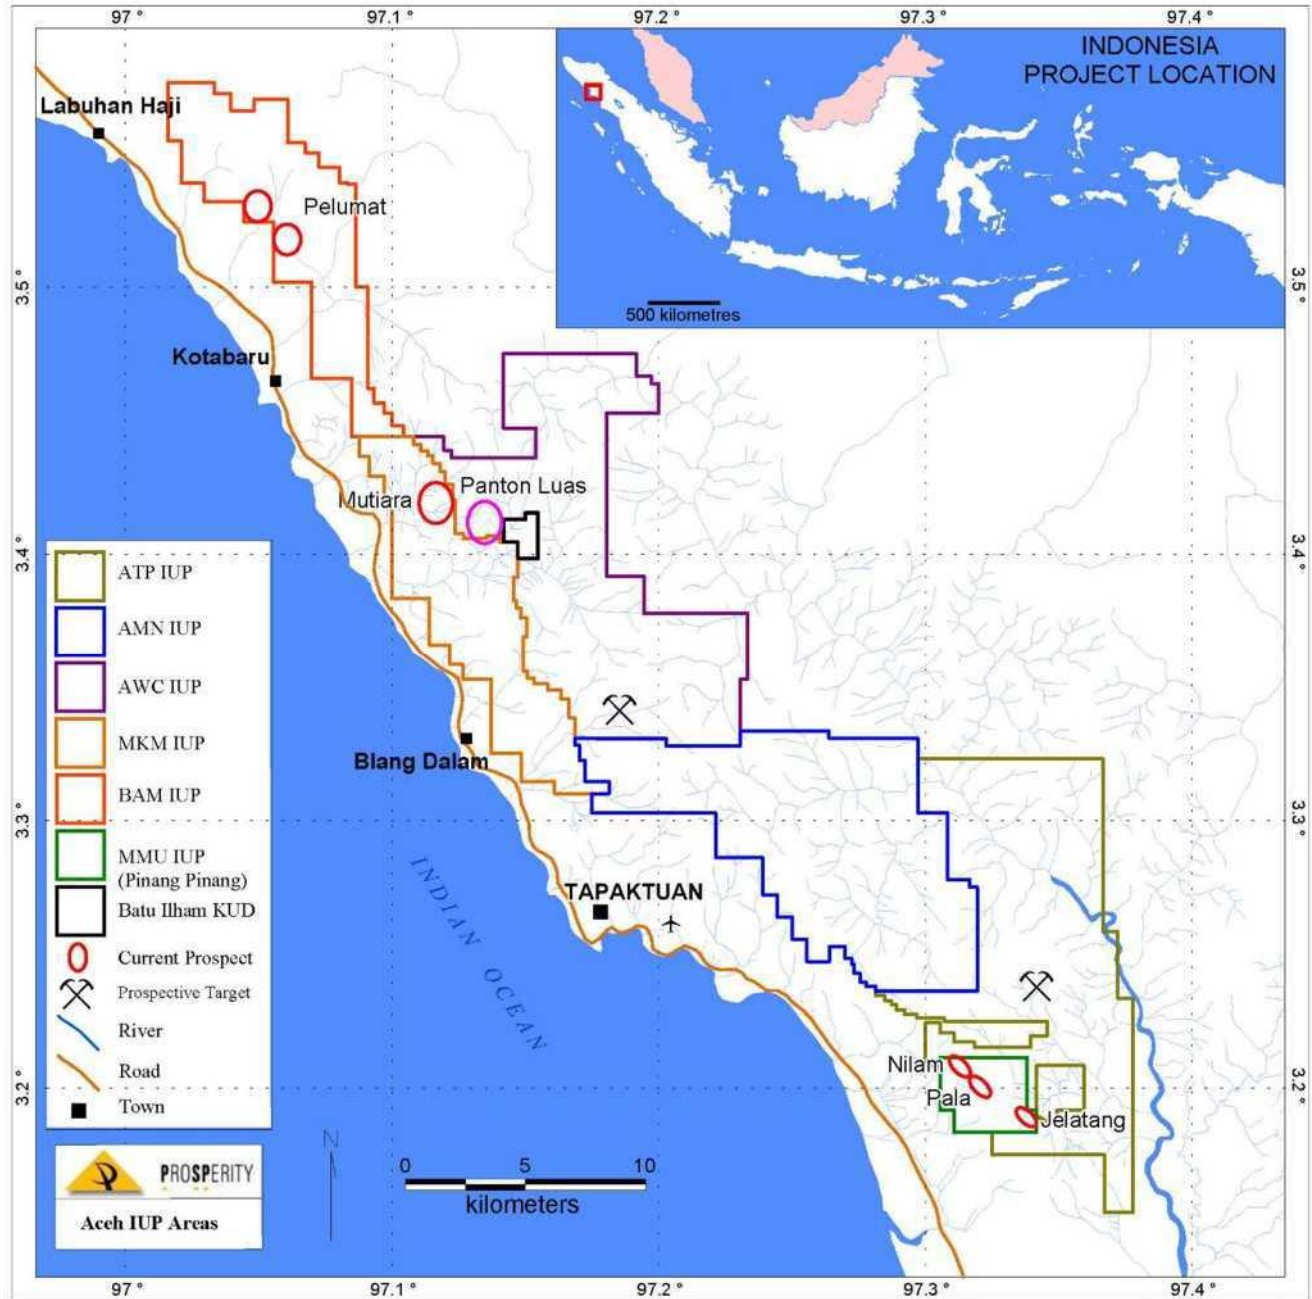 97 °
97.1 °
97.2 °
97.3 °
97.4 °
INDONESIA
PROJECT LOCATION
500 kilometres
Labuhan Haji
Pelumat
3.5 °
3.5 °
Kotabaru
Mutiara
Panton Luas
3.4 °
3.4 °
ATP IUP
AMN IUP
AWC IUP
MKM IUP
BAM IUP
MMU IUP
(Pinang Pinang)
Batu Ilham KUD
Current Prospect
Prospective Target
River
Road
Town
Blang Dalam
3.3 °
3.3 °
TAPAKTUAN
INDIAN OCEAN
Nilam
Pala
Jelatang
3.2 °
3.2 °
N
0 5 10
kilometers
PROSPERITY
Aceh IUP Areas
97 °
97.1 °
97.2 °
97.3 °
97.4 °